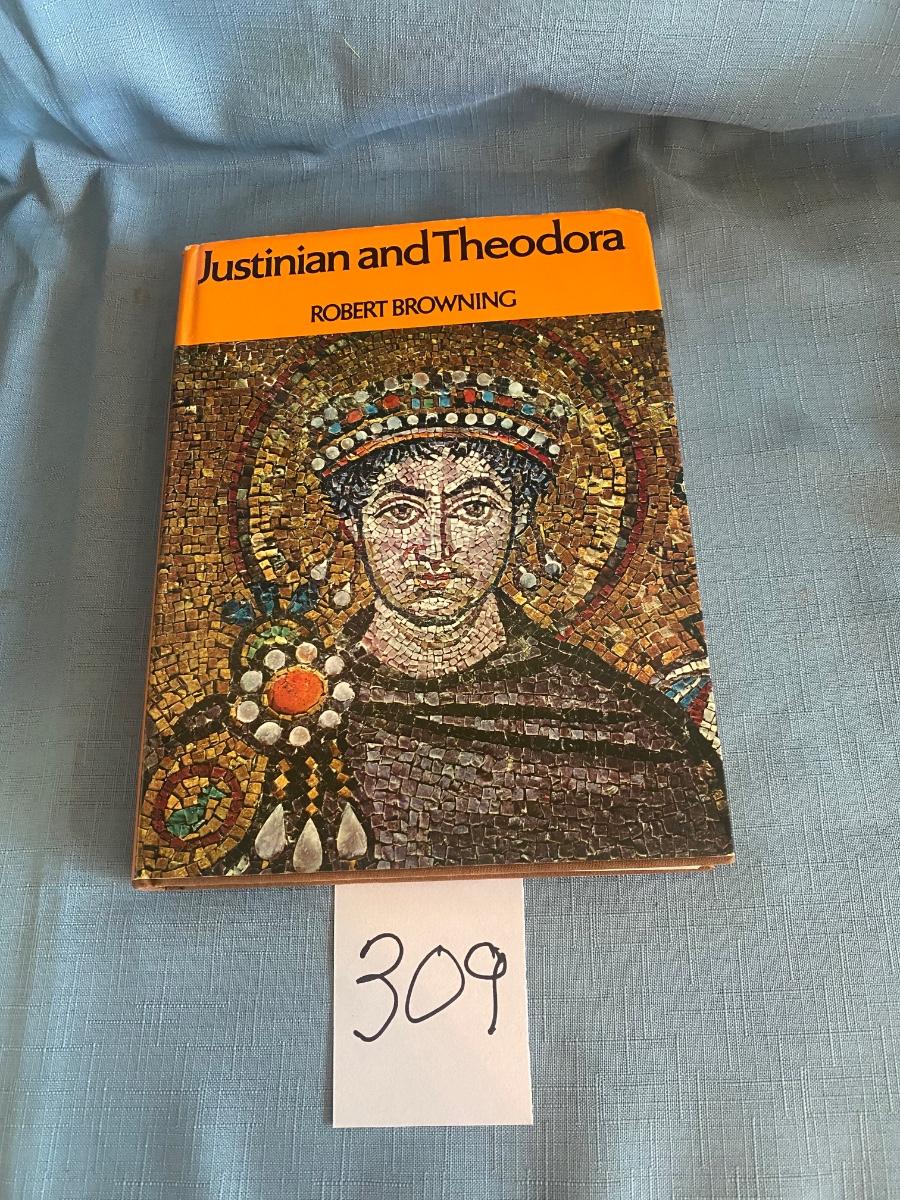 Justinian and Theodora
ROBERT BROWNING
309